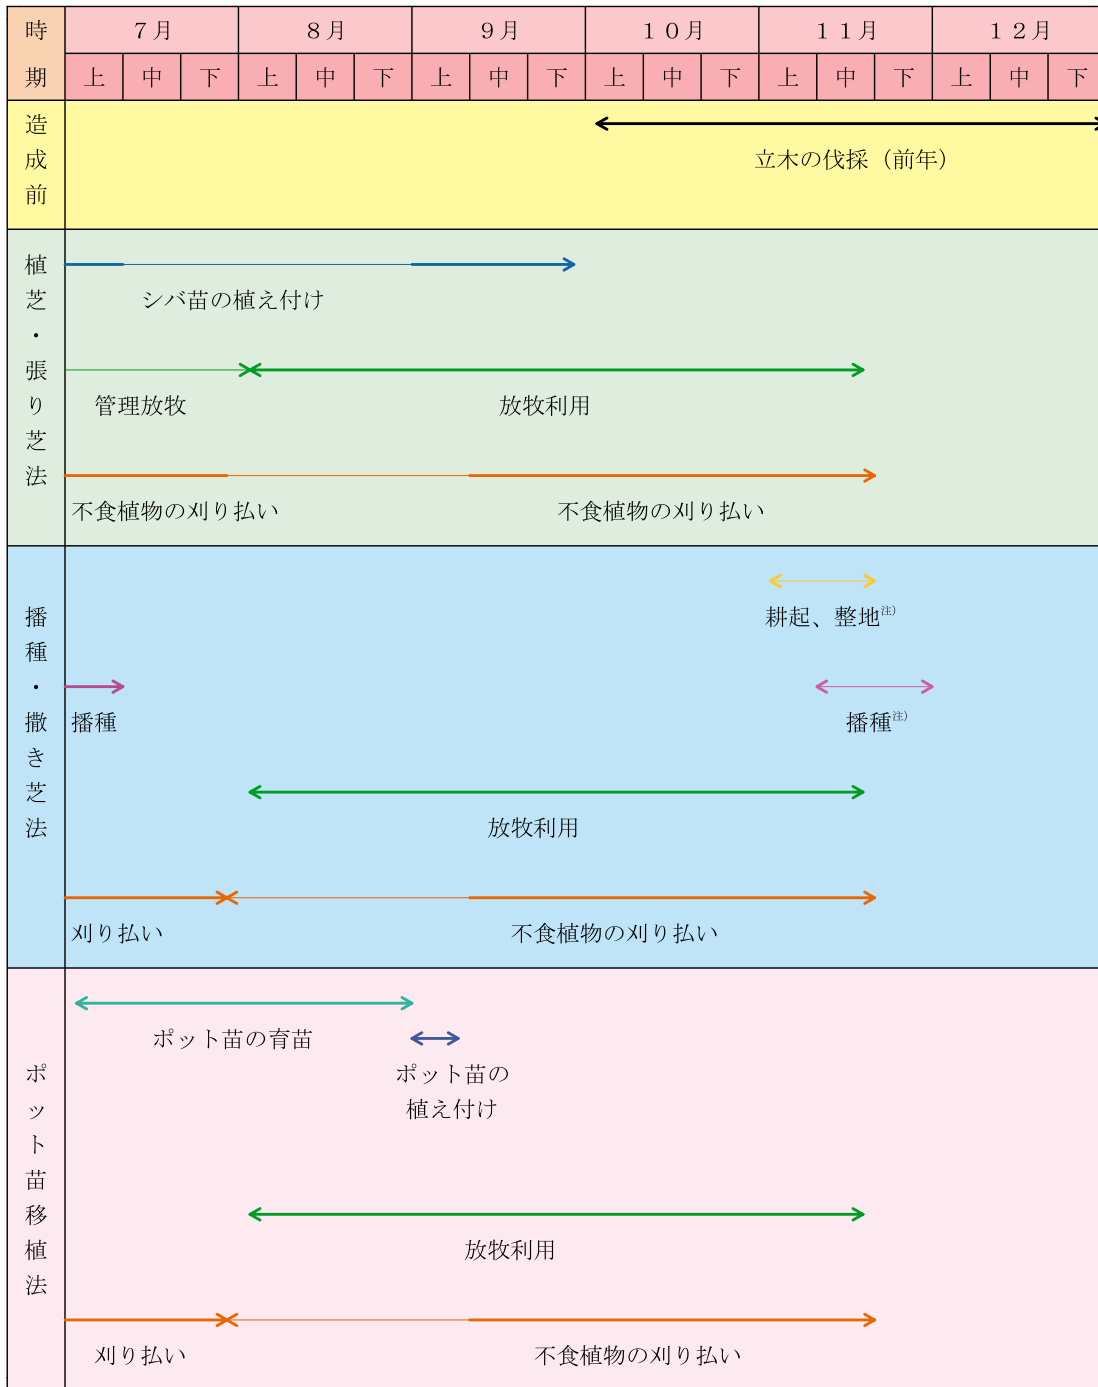 時期
７月 ８月 ９月 １０月 １１月 １２月
上 中 下 上 中 下 上 中 下 上 中 下 上 中 下 上 中 下
造成前
立木の伐採（前年）
植芝・張り芝法
シバ苗の植え付け
管理放牧 放牧利用
不食植物の刈り払い 不食植物の刈り払い
播種・撒き芝法
耕起、整地注）
播種 播種注）
放牧利用
刈り払い 不食植物の刈り払い
ポット苗移植法
ポット苗の育苗
ポット苗の
植え付け
放牧利用
刈り払い 不食植物の刈り払い